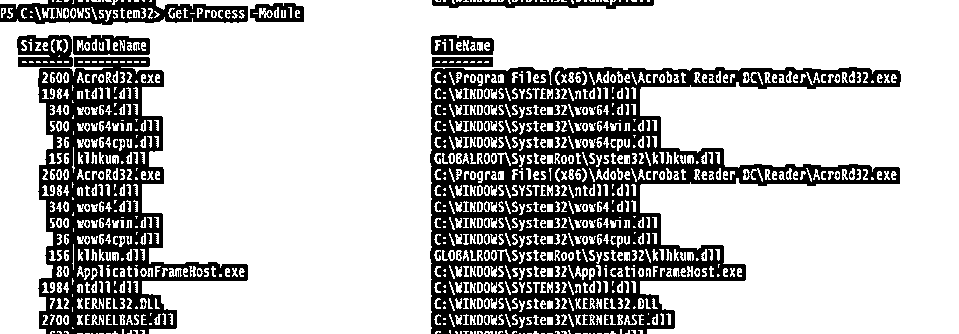 PS C:\WINDOWS\system32> Get-Process -Module
Size(K) ModuleName FileName
------- ---------- --------
2600 AcroRd32.exe C:\Program Files (x86)\Adobe\Acrobat Reader DC\Reader\AcroRd32.exe
1984 ntdll.dll C:\WINDOWS\SYSTEM32\ntdll.dll
340 wow64.dll C:\WINDOWS\System32\wow64.dll
500 wow64win.dll C:\WINDOWS\System32\wow64win.dll
36 wow64cpu.dll C:\WINDOWS\System32\wow64cpu.dll
156 klhkum.dll GLOBALROOT\SystemRoot\System32\klhkum.dll
2600 AcroRd32.exe C:\Program Files (x86)\Adobe\Acrobat Reader DC\Reader\AcroRd32.exe
1984 ntdll.dll C:\WINDOWS\SYSTEM32\ntdll.dll
340 wow64.dll C:\WINDOWS\System32\wow64.dll
500 wow64win.dll C:\WINDOWS\System32\wow64win.dll
36 wow64cpu.dll C:\WINDOWS\System32\wow64cpu.dll
156 klhkum.dll GLOBALROOT\SystemRoot\System32\klhkum.dll
80 ApplicationFrameHost.exe C:\WINDOWS\system32\ApplicationFrameHost.exe
1984 ntdll.dll C:\WINDOWS\SYSTEM32\ntdll.dll
712 KERNEL32.DLL C:\WINDOWS\System32\KERNEL32.DLL
2700 KERNELBASE.dll C:\WINDOWS\System32\KERNELBASE.dll